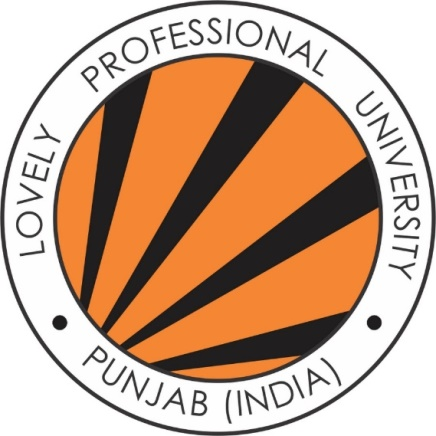 LOVELY PROFESSIONAL UNIVERSITY
PUNJAB (INDIA)